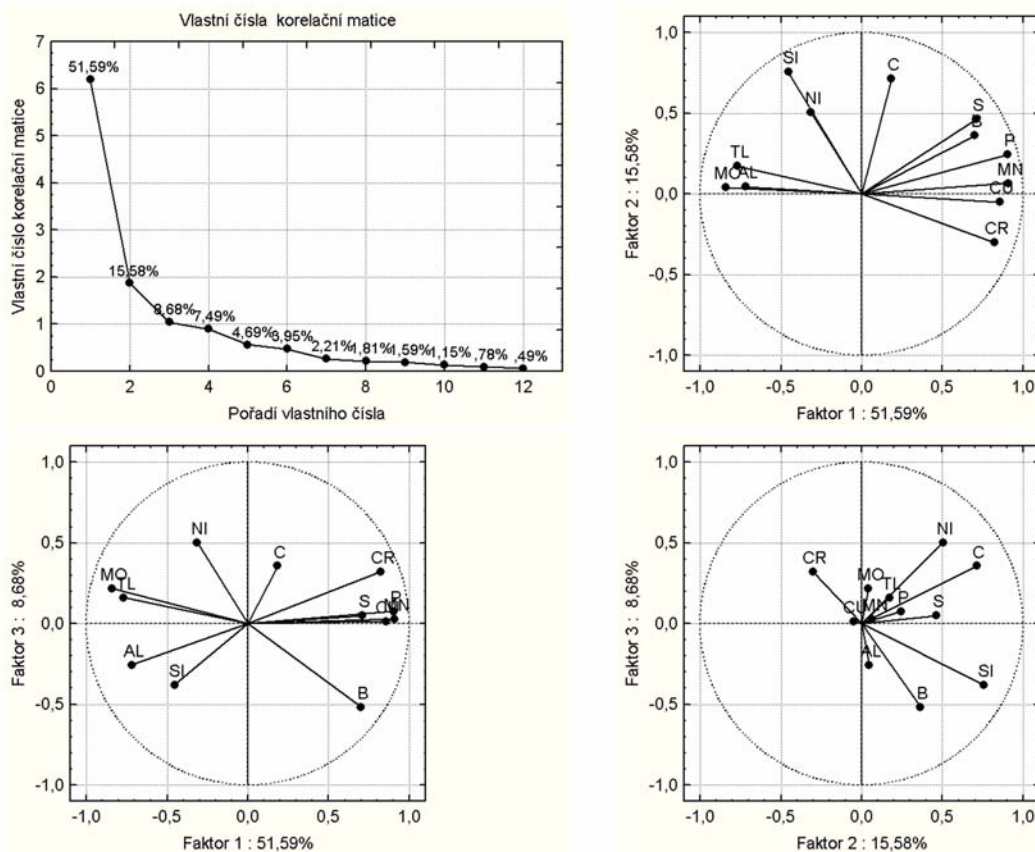 Vlastní čísla korelační matice
Vlastní číslo korelační matice
7
6
5
4
3
2
1
0
51,59%
15,58%
8,68%
7,49%
4,69%
3,95%
2,21%
1,81%
1,59%
1,15%
,78%
,49%
0 2 4 6 8 10 12
Pořadí vlastního čísla
Faktor 2 : 15,58%
1,0
0,5
0,0
-0,5
-1,0
SI
C
NI
S
B
TL
P
MO
AL
MN
CU
CR
-1,0 -0,5 0,0 0,5 1,0
Faktor 1 : 51,59%
Faktor 3 : 8,68%
1,0
0,5
0,0
-0,5
-1,0
NI
C
CR
MO
TL
S
P
CU
MN
AL
SI
B
-1,0 -0,5 0,0 0,5 1,0
Faktor 1 : 51,59%
Faktor 3 : 8,68%
1,0
0,5
0,0
-0,5
-1,0
NI
C
CR
MO
TL
P
S
CU
MN
AL
SI
B
-1,0 -0,5 0,0 0,5 1,0
Faktor 2 : 15,58%